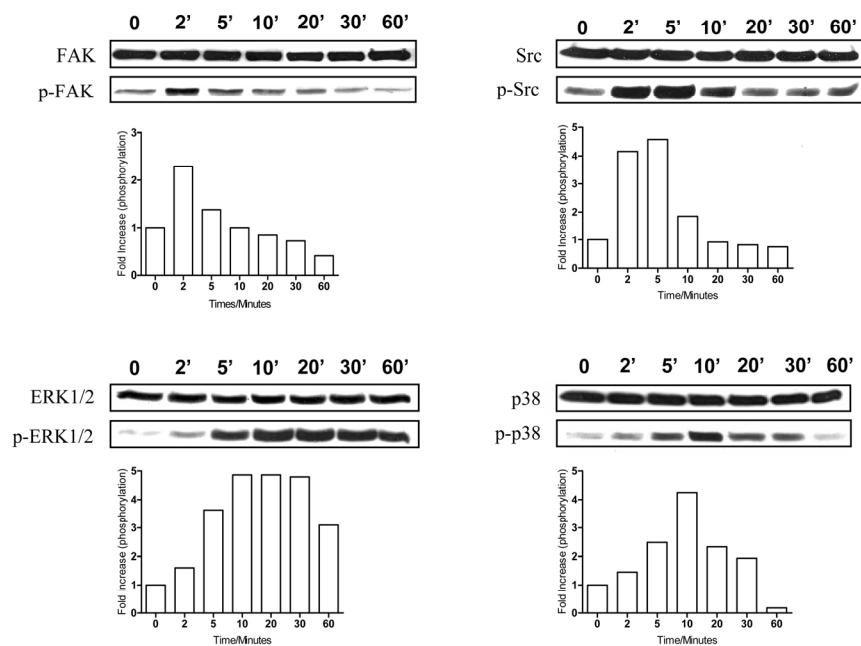 0 2’ 5’ 10’ 20’ 30’ 60’
FAK
p-FAK
Fold Increase (phosphorylation)
3
2
1
0
0 2 5 10 20 30 60
Times/Minutes
0 2’ 5’ 10’ 20’ 30’ 60’
Src
p-Src
Fold Increase (phosphorylation)
5
4
3
2
1
0
0 2 5 10 20 30 60
Time/Minutes
0 2’ 5’ 10’ 20’ 30’ 60’
ERK1/2
p-ERK1/2
Fold ncrease (phosphorylation)
5
4
3
2
1
0
0 2 5 10 20 30 60
Time/Minutes
0 2’ 5’ 10’ 20’ 30’ 60’
p38
p-p38
Fold Increase (phosphorylation)
5
4
3
2
1
0
0 2 5 10 20 30 60
Time/Minutes